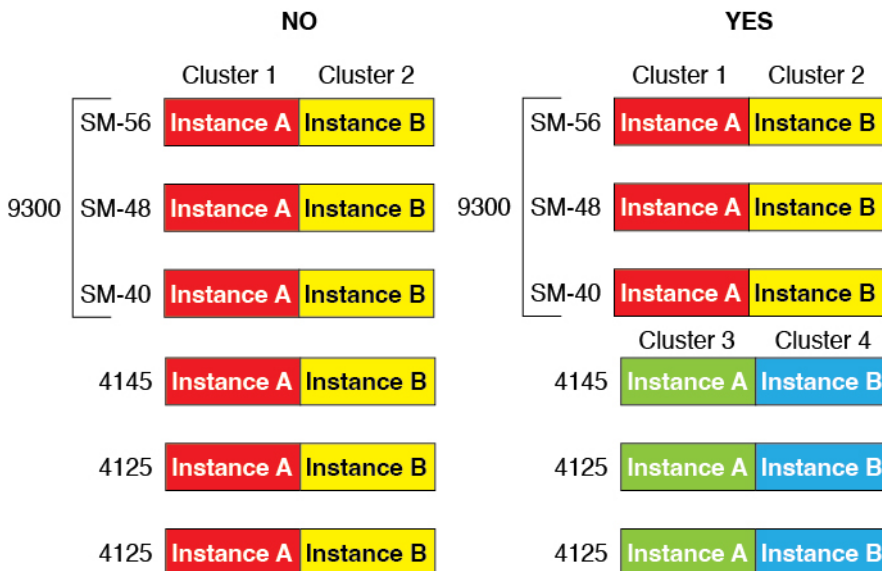 NO YES
Cluster 1 Cluster 2 Cluster 1 Cluster 2
SM-56 Instance A Instance B SM-56 Instance A Instance B
9300 SM-48 Instance A Instance B 9300 SM-48 Instance A Instance B
SM-40 Instance A Instance B SM-40 Instance A Instance B
Cluster 3 Cluster 4
4145 Instance A Instance B 4145 Instance A Instance B
4125 Instance A Instance B 4125 Instance A Instance B
4125 Instance A Instance B 4125 Instance A Instance B